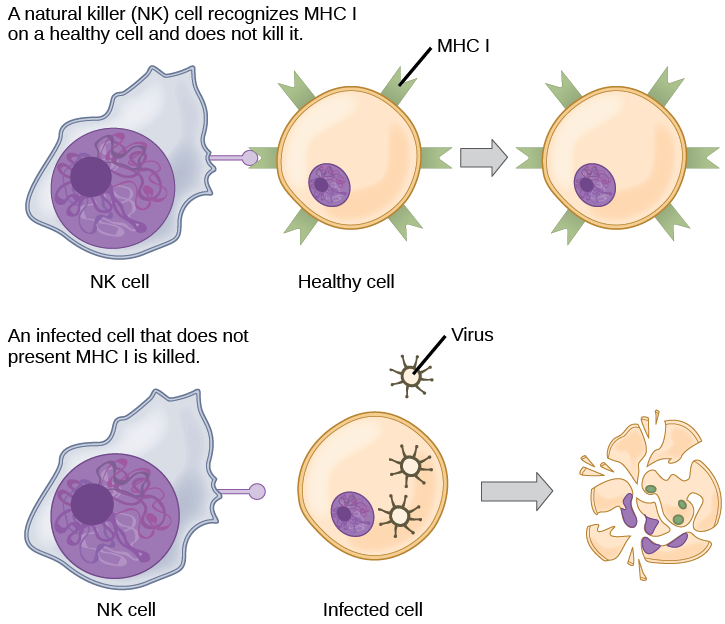 A natural killer (NK) cell recognizes MHC I
on a healthy cell and does not kill it.
MHC I
NK cell
Healthy cell
An infected cell that does not
present MHC I is killed.
Virus
NK cell
Infected cell